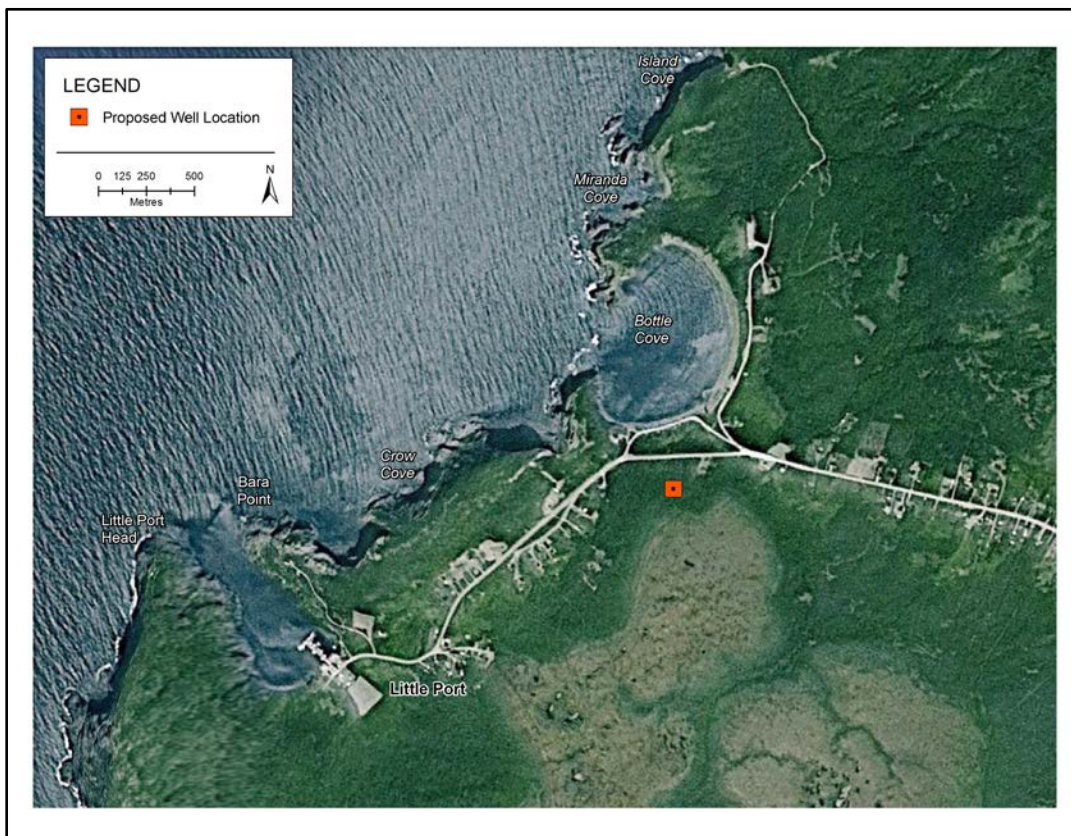 LEGEND
Proposed Well Location
0 125 250 500
Metres
N
Island
Cove
Miranda
Cove
Bottle
Cove
Crow
Cove
Bara
Point
Little Port
Head
Little Port